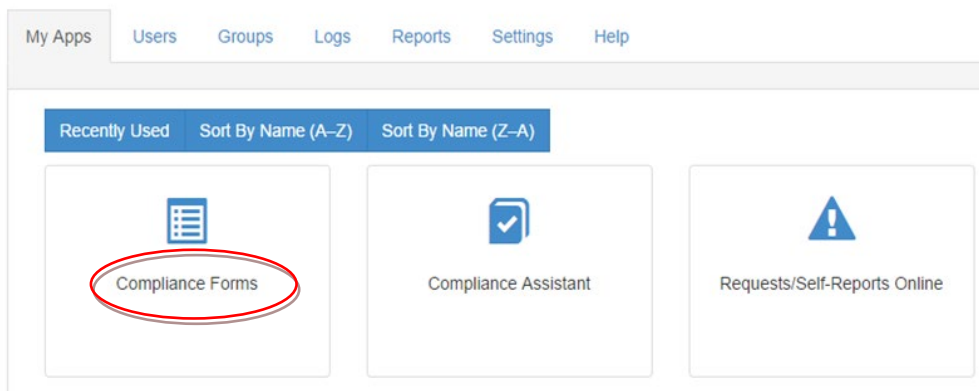 My Apps Users Groups Logs Reports Settings Help
Recently Used Sort By Name (A–Z) Sort By Name (Z–A)
Compliance Forms Compliance Assistant Requests/Self-Reports Online